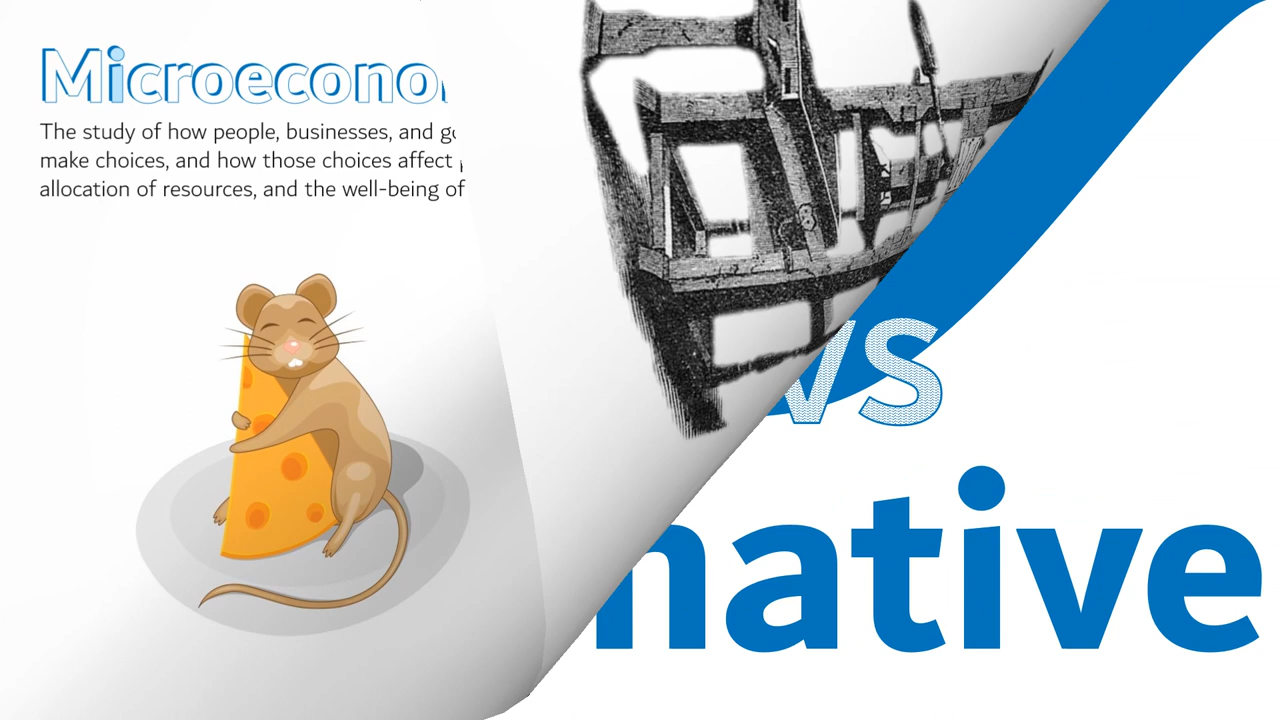 Microecono
The study of how people, businesses, and g
make choices, and how those choices affect
allocation of resources, and the well-being of
vs
native